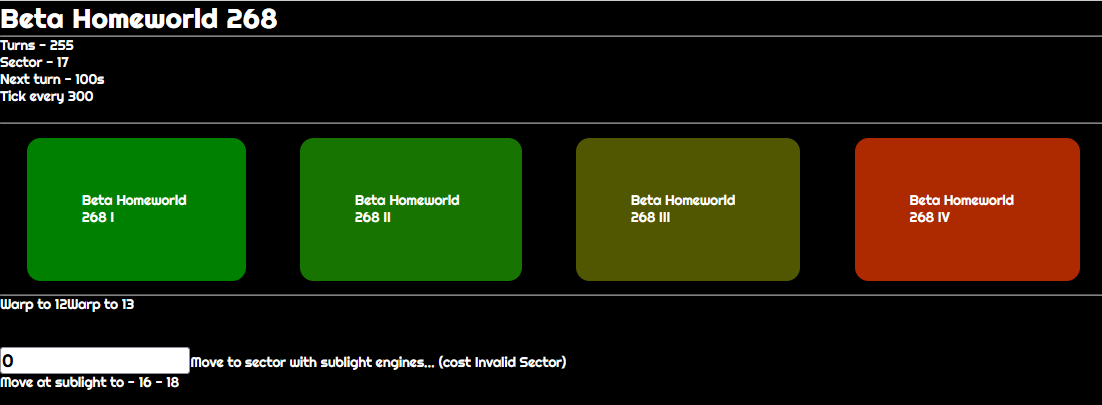 Beta Homeworld 268
Turns - 255
Sector - 17
Next turn - 100s
Tick every 300
Beta Homeworld
268 I
Beta Homeworld
268 II
Beta Homeworld
268 III
Beta Homeworld
268 IV
Warp to 12Warp to 13
0Move to sector with sublight engines... (cost Invalid Sector)
Move at sublight to - 16 - 18